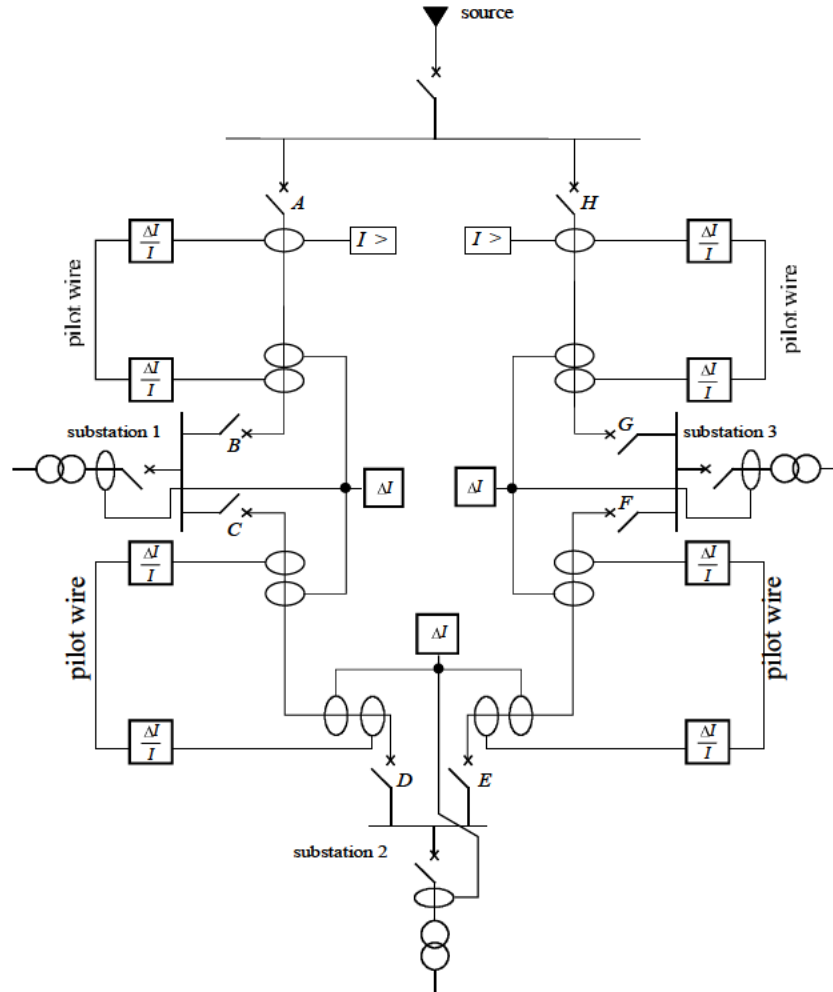 source
A
H
ΔI
I
I >
I >
ΔI
I
pilot wire
pilot wire
ΔI
I
ΔI
I
substation 1
B
G
substation 3
ΔI
ΔI
C
F
ΔI
I
ΔI
I
pilot wire
pilot wire
ΔI
ΔI
I
ΔI
I
D
E
substation 2